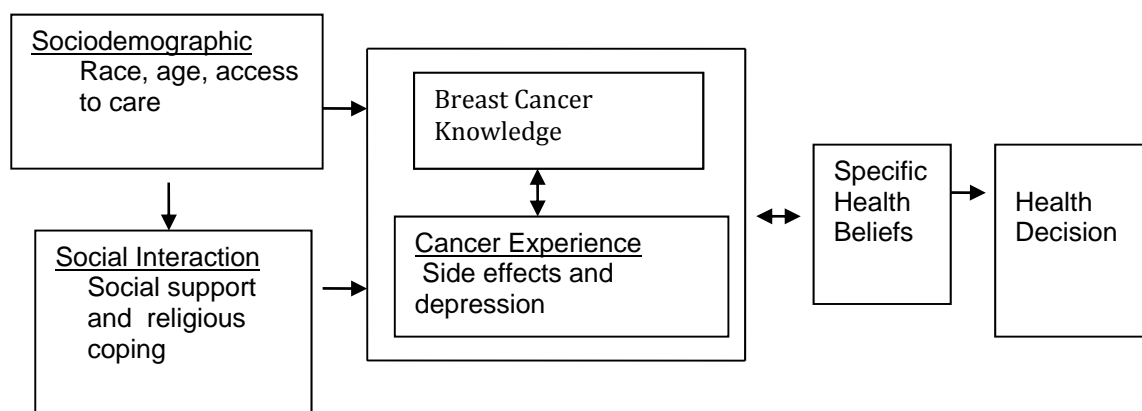 Sociodemographic
Race, age, access
to care
Social Interaction
Social support
and religious
coping
Breast Cancer
Knowledge
Cancer Experience
Side effects and
depression
Specific
Health
Beliefs
Health
Decision